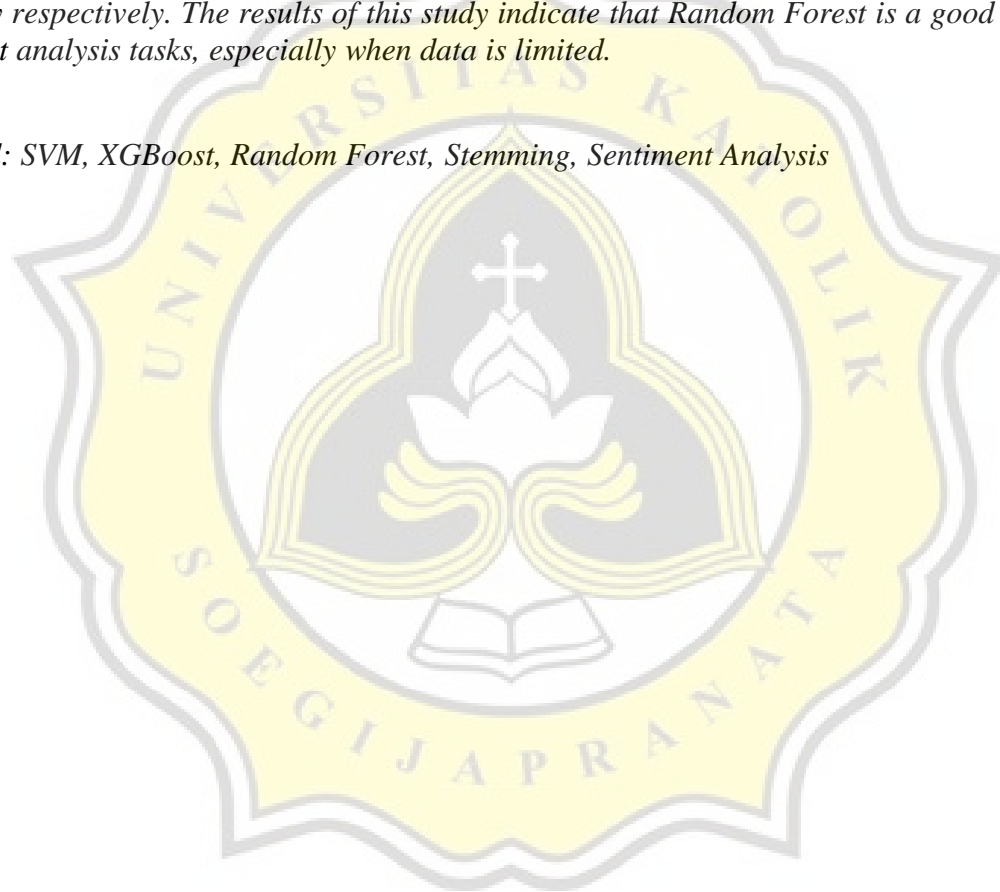 respectively. The results of this study indicate that Random Forest is a good
analysis tasks, especially when data is limited.
: SVM, XGBoost, Random Forest, Stemming, Sentiment Analysis
UNIVERSITAS KATOLIK
SOEGIJAPRANATA